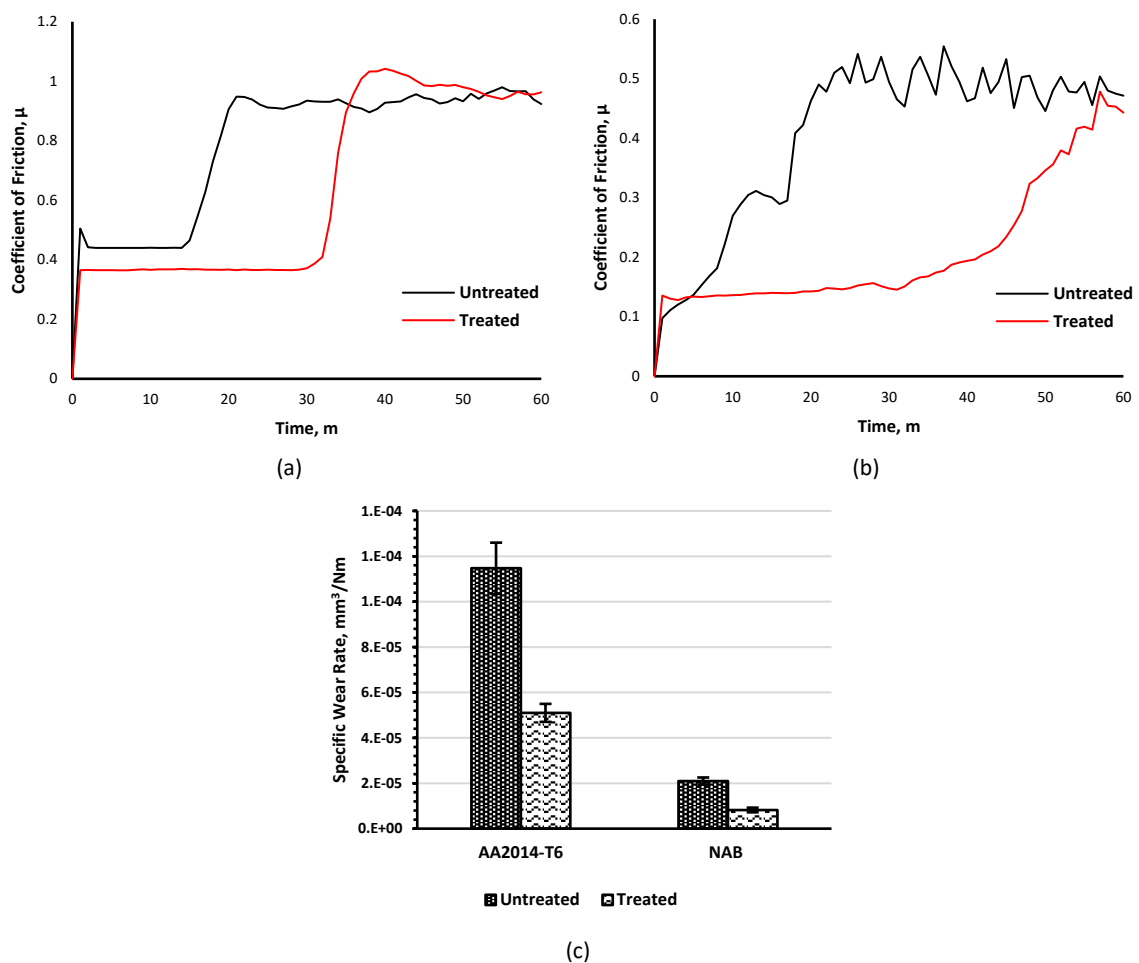 1.2
1
0.8
0.6
0.4
0.2
0
Coefficient of Friction, μ
Untreated
Treated
0 10 20 30 40 50 60
Time, m
(a)
0.6
0.5
0.4
0.3
0.2
0.1
0
Coefficient of Friction, μ
Untreated
Treated
0 10 20 30 40 50 60
Time, m
(b)
1.E-04
1.E-04
1.E-04
8.E-05
6.E-05
4.E-05
2.E-05
0.E+00
Specific Wear Rate, mm³/Nm
AA2014-T6 NAB
Untreated Treated
(c)